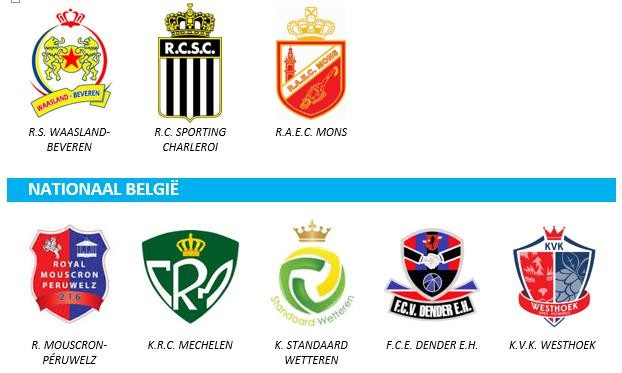 WAASLAND - BEVEREN
R.C.S.C.
R.A.E.C. MONS
R.S. WAASLAND-
BEVEREN
R.C. SPORTING
CHARLEROI
R.A.E.C. MONS
NATIONAAL BELGIË
ROYAL
MOUSCRON
PERUWELZ
216
Standaard Wetteren
F.C.V. DENDER E.H.
KVK
WESTHOEK
R. MOUSCRON-
PÉRUWELZ
K.R.C. MECHELEN
K. STANDAARD
WETTEREN
F.C.E. DENDER E.H.
K.V.K. WESTHOEK